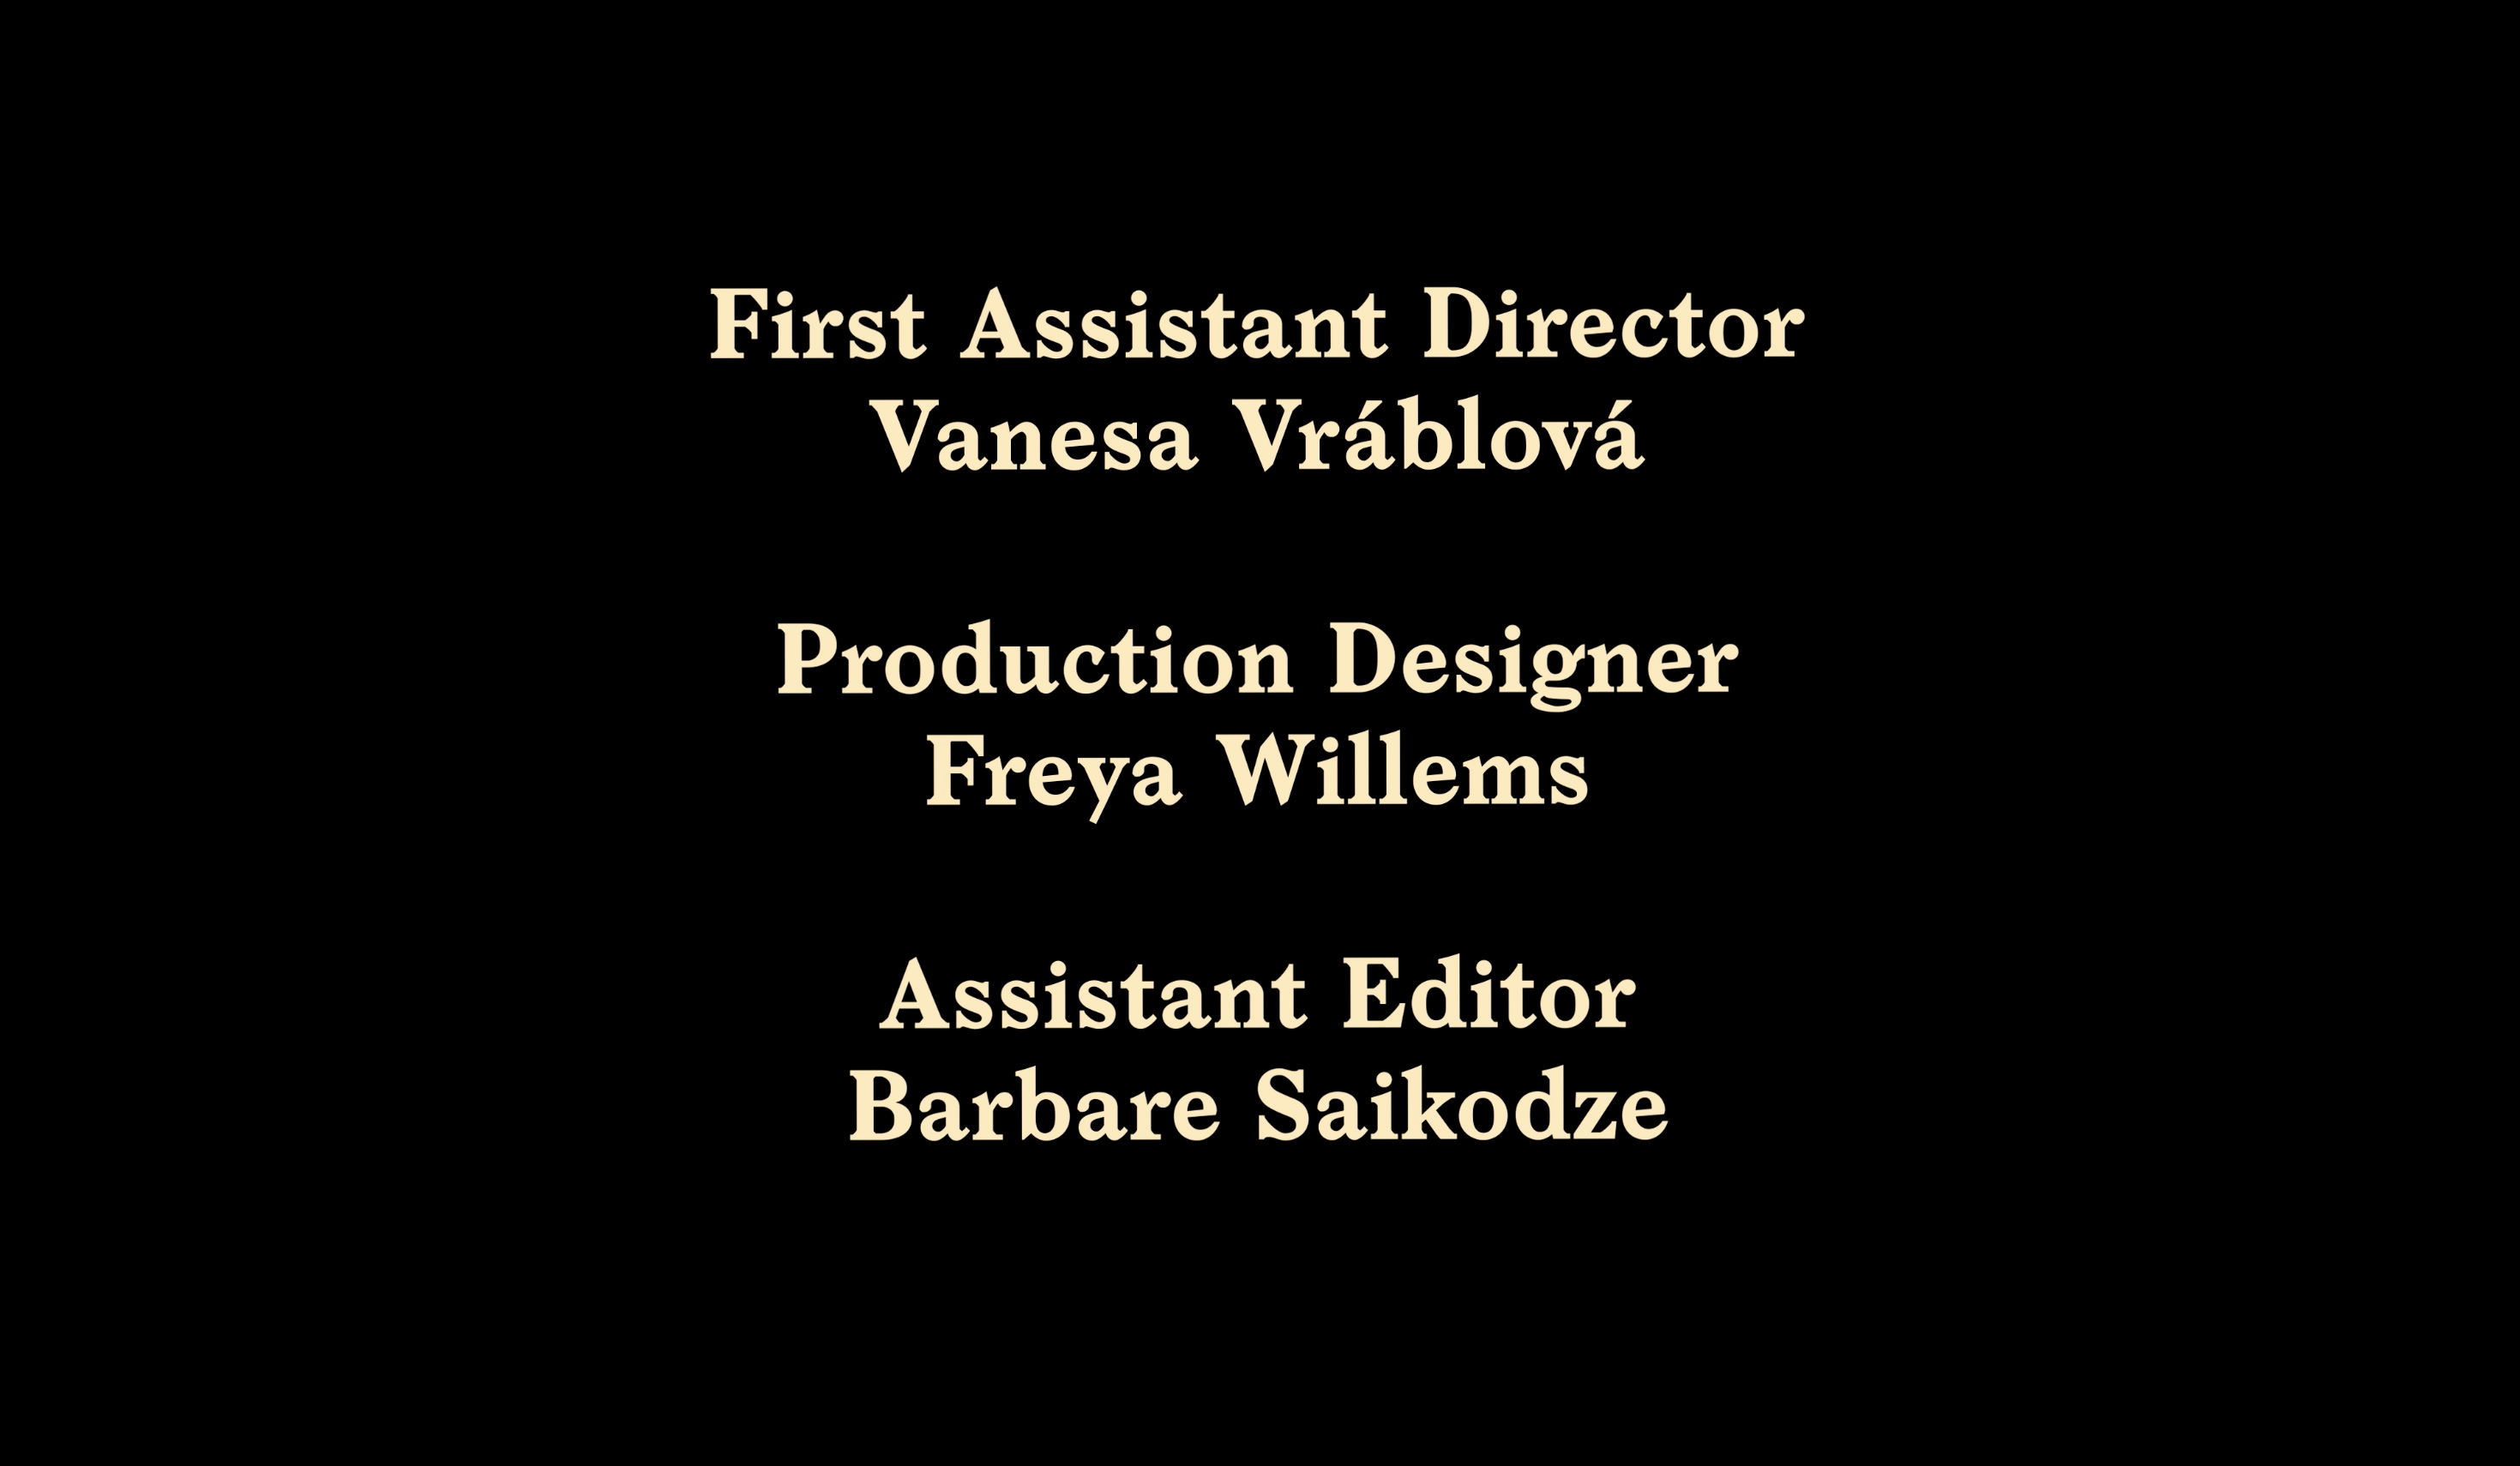 First Assistant Director
Vanesa Vráblová
Production Designer
Freya Willems
Assistant Editor
Barbare Saikodze